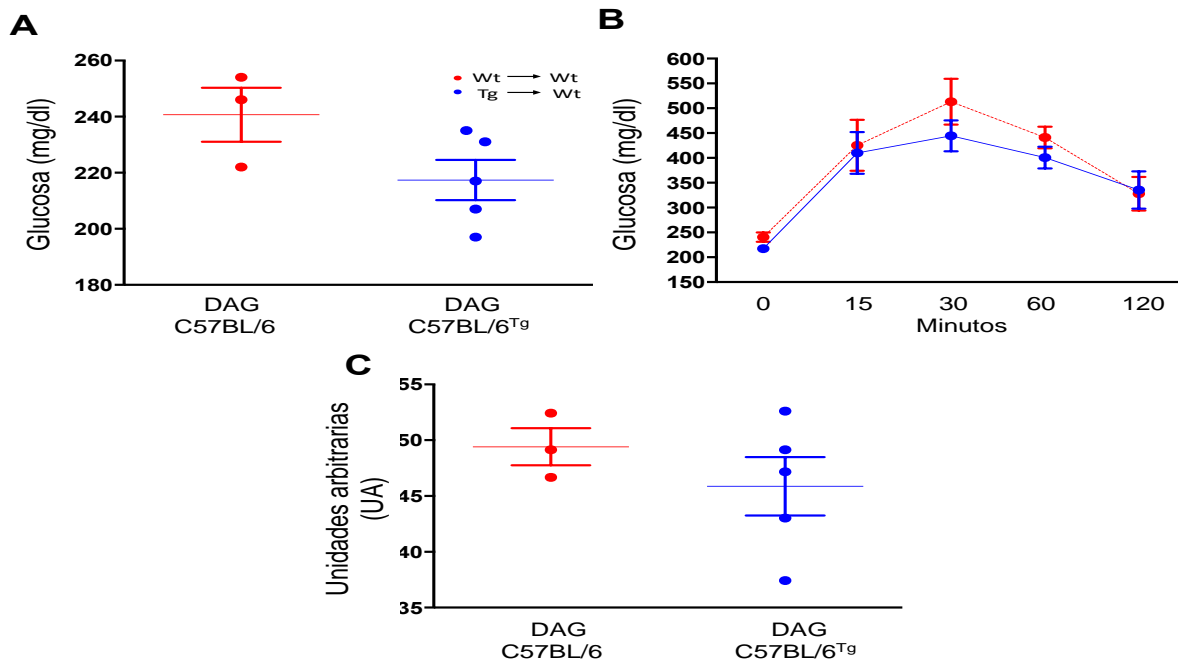 A
Glucosa (mg/dl)
260
240
220
200
180
Wt → Wt
Tg → Wt
DAG
C57BL/6
DAG
C57BL/6Tg
B
Glucosa (mg/dl)
600
550
500
450
400
350
300
250
200
150
0 15 30 60 120
Minutos
C
Unidades arbitrarias
(UA)
55
50
45
40
35
DAG
C57BL/6
DAG
C57BL/6Tg